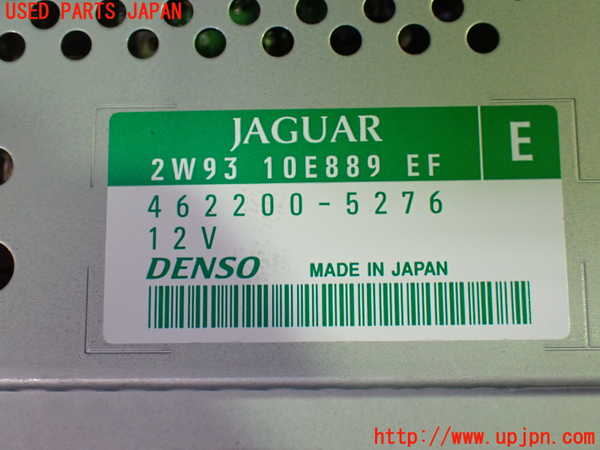 USED PARTS JAPAN
JAGUAR
2W93 10E889 EF
E
462200-5276
12V
DENSO MADE IN JAPAN
http://www.upjpn.com/